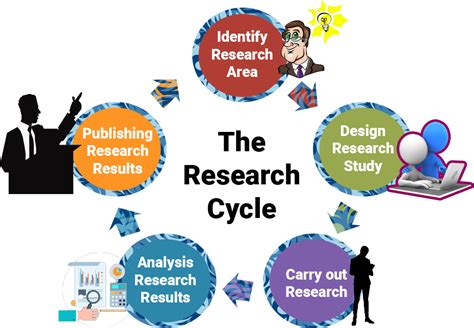 Identify
Research
Area
Design
Research
Study
Carry out
Research
Analysis
Research
Results
Publishing
Research
Results
The
Research
Cycle